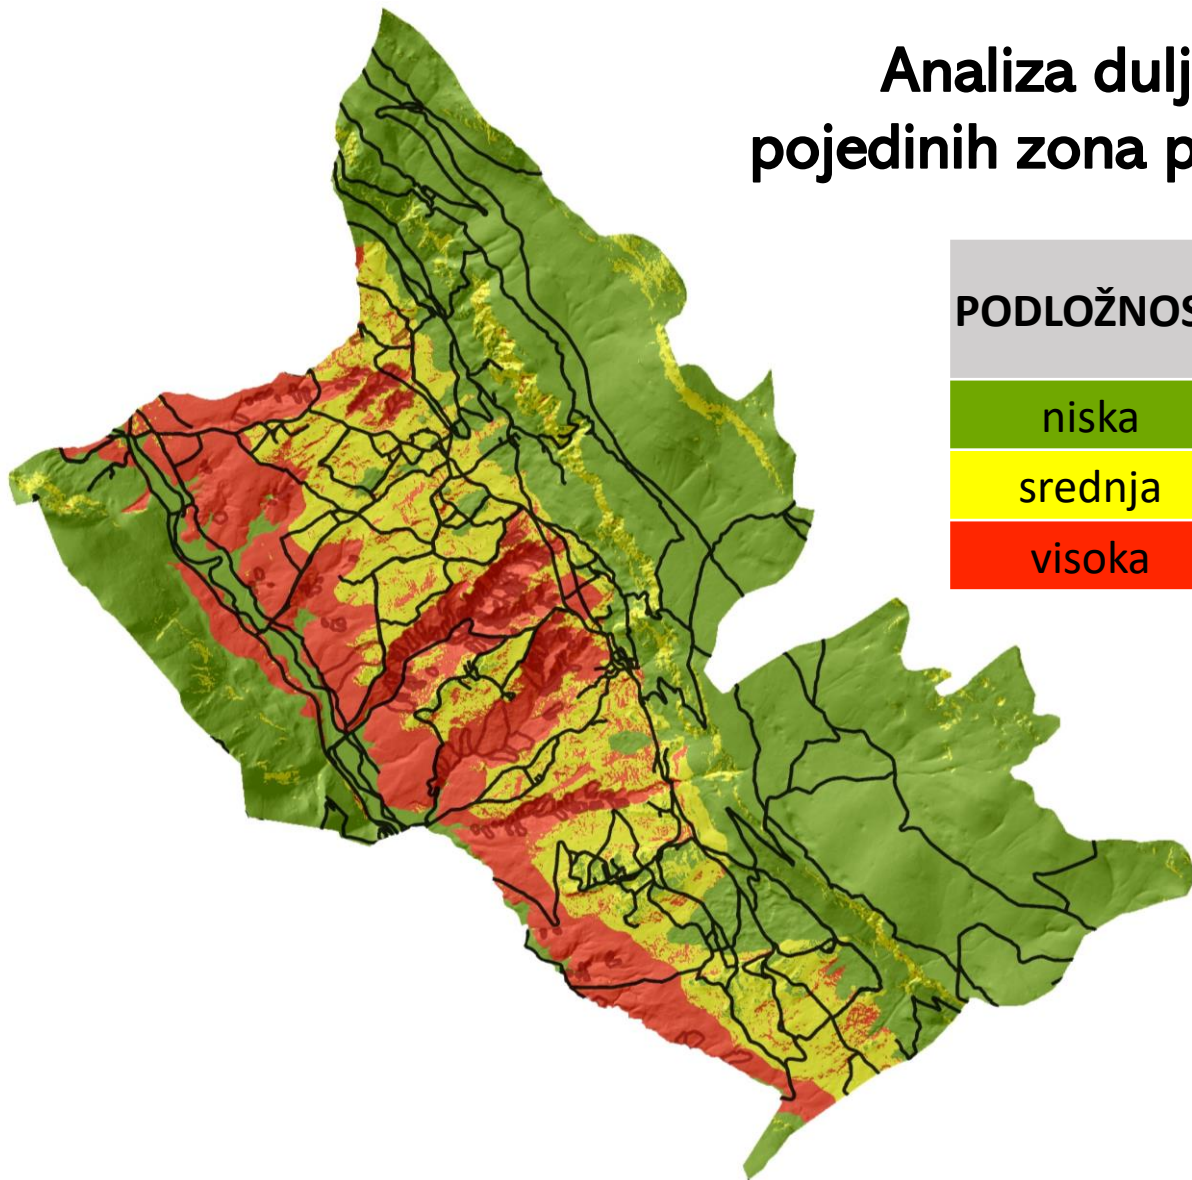 Analiza dulj
pojedinih zona p
PODLOŽNOS
niska
srednja
visoka